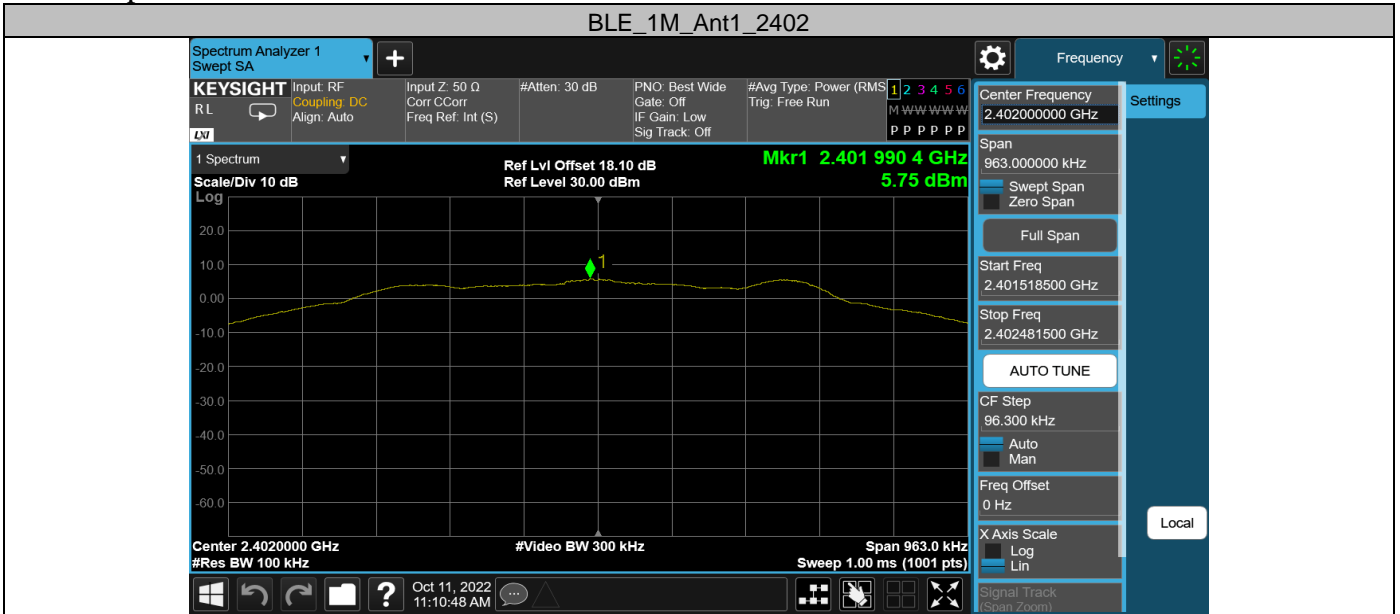 BLE_1M_Ant1_2402
Spectrum Analyzer 1
Swept SA
Frequency
KEYSIGHT
RL
LXI
Input: RF
Coupling: DC
Align: Auto
Input Z: 50 Ω
Corr CCorr
Freq Ref: Int (S)
#Atten: 30 dB
PNO: Best Wide
Gate: Off
IF Gain: Low
Sig Track: Off
#Avg Type: Power (RMS
Trig: Free Run
1 2 3 4 5 6
M W W W W W
P P P P P P
1 Spectrum
Scale/Div 10 dB
Log
Ref Lvl Offset 18.10 dB
Ref Level 30.00 dBm
Mkr1 2.401 990 4 GHz
5.75 dBm
1
20.0
10.0
0.00
-10.0
-20.0
-30.0
-40.0
-50.0
-60.0
Center 2.4020000 GHz
#Res BW 100 kHz
#Video BW 300 kHz
Span 963.0 kHz
Sweep 1.00 ms (1001 pts)
Center Frequency
2.402000000 GHz
Span
963.000000 kHz
Swept Span
Zero Span
Full Span
Start Freq
2.401518500 GHz
Stop Freq
2.402481500 GHz
AUTO TUNE
CF Step
96.300 kHz
Auto
Man
Freq Offset
0 Hz
X Axis Scale
Log
Lin
Signal Track
(Span Zoom)
Settings
Local
?
Oct 11, 2022
11:10:48 AM